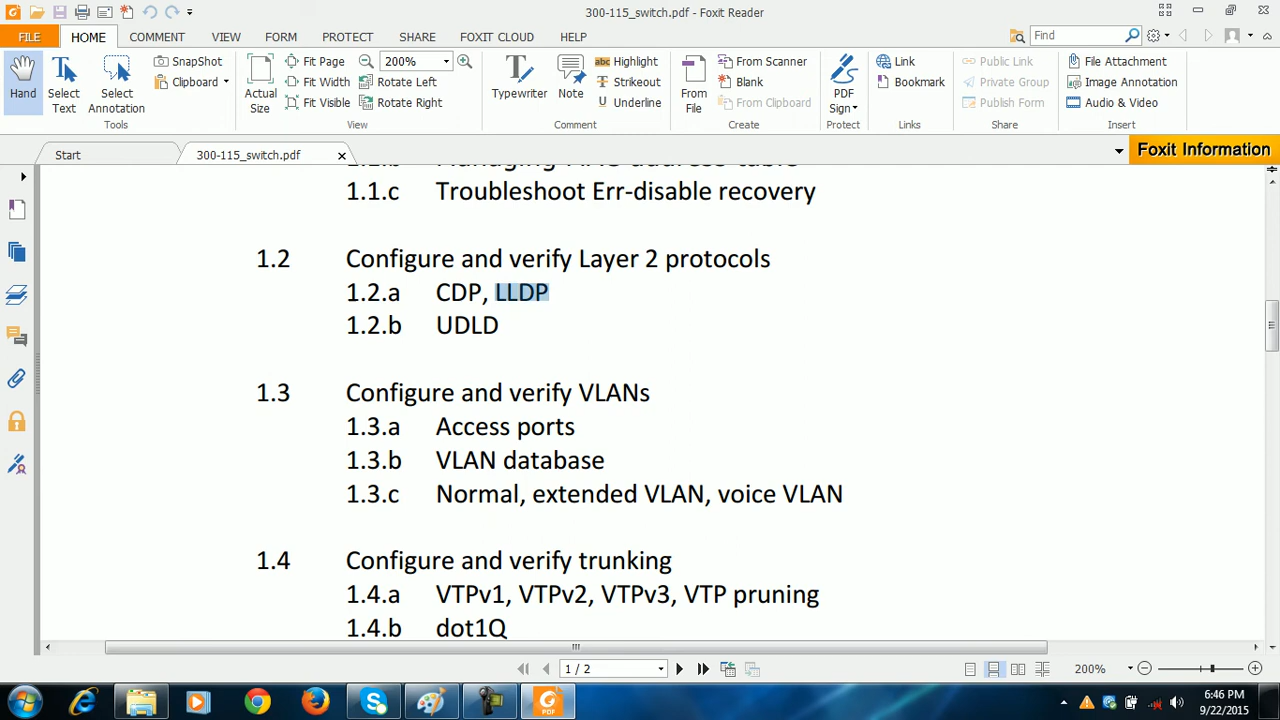 300-115_switch.pdf - Foxit Reader
FILE HOME COMMENT VIEW FORM PROTECT SHARE FOXIT CLOUD HELP
Find
Hand
Select Text
Select Annotation
SnapShot
Clipboard
Tools
Actual Size
Fit Page
Fit Width
Fit Visible
200%
Rotate Left
Rotate Right
View
Typewriter
Note
abc Highlight
Strikeout
U Underline
Comment
From File
From Scanner
Blank
From Clipboard
Create
PDF Sign
Protect
Link
Bookmark
Links
Public Link
Private Group
Publish Form
Share
File Attachment
Image Annotation
Audio & Video
Insert
Start
300-115_switch.pdf
Foxit Information
1.1.c Troubleshoot Err-disable recovery
1.2 Configure and verify Layer 2 protocols
1.2.a CDP, LLDP
1.2.b UDLD
1.3 Configure and verify VLANs
1.3.a Access ports
1.3.b VLAN database
1.3.c Normal, extended VLAN, voice VLAN
1.4 Configure and verify trunking
1.4.a VTPv1, VTPv2, VTPv3, VTP pruning
1.4.b dot1Q
1 / 2
200%
PDF
6:46 PM
9/22/2015